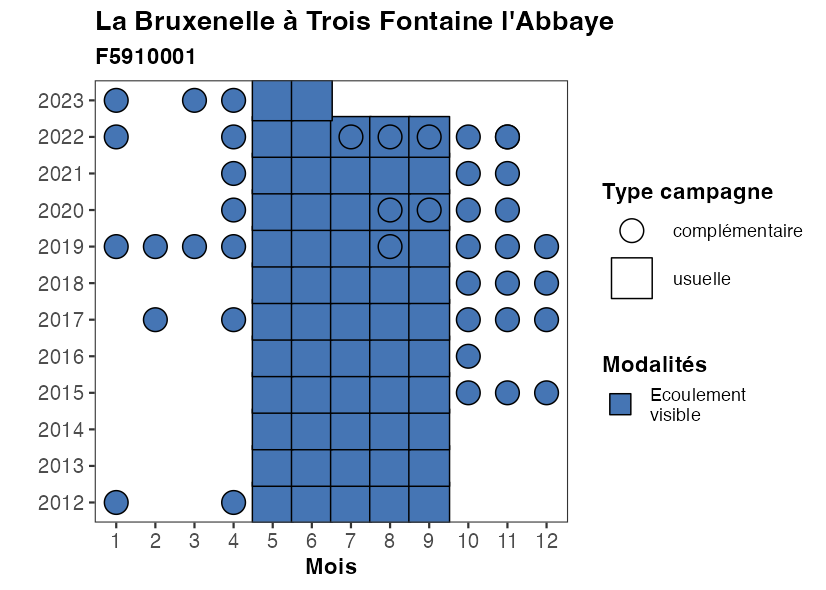 La Bruxenelle à Trois Fontaine l'Abbaye
F5910001
2023
2022
2021
2020
2019
2018
2017
2016
2015
2014
2013
2012
1 2 3 4 5 6 7 8 9 10 11 12
Mois
Type campagne
complémentaire
usuelle
Modalités
Ecoulement
visible